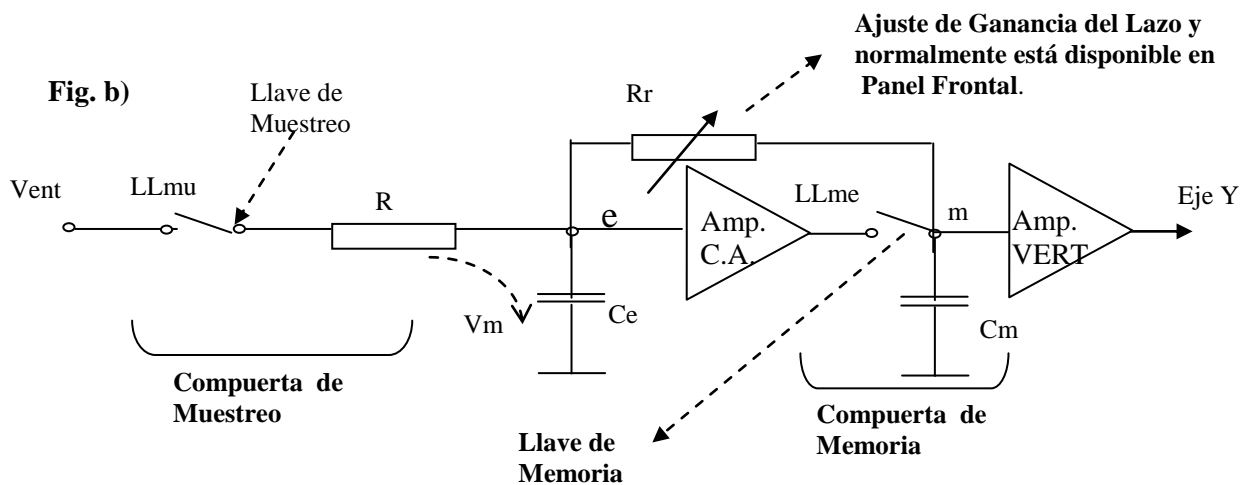 Ajuste de Ganancia del Lazo y
normalmente está disponible en
Panel Frontal.
Fig. b)
Llave de
Muestreo
Rr
Vent
LLmu
R
e
Amp.
C.A.
LLme
m
Amp.
VERT
Eje Y
Vm
Ce
Cm
Compuerta de
Muestreo
Compuerta de
Memoria
Llave de
Memoria